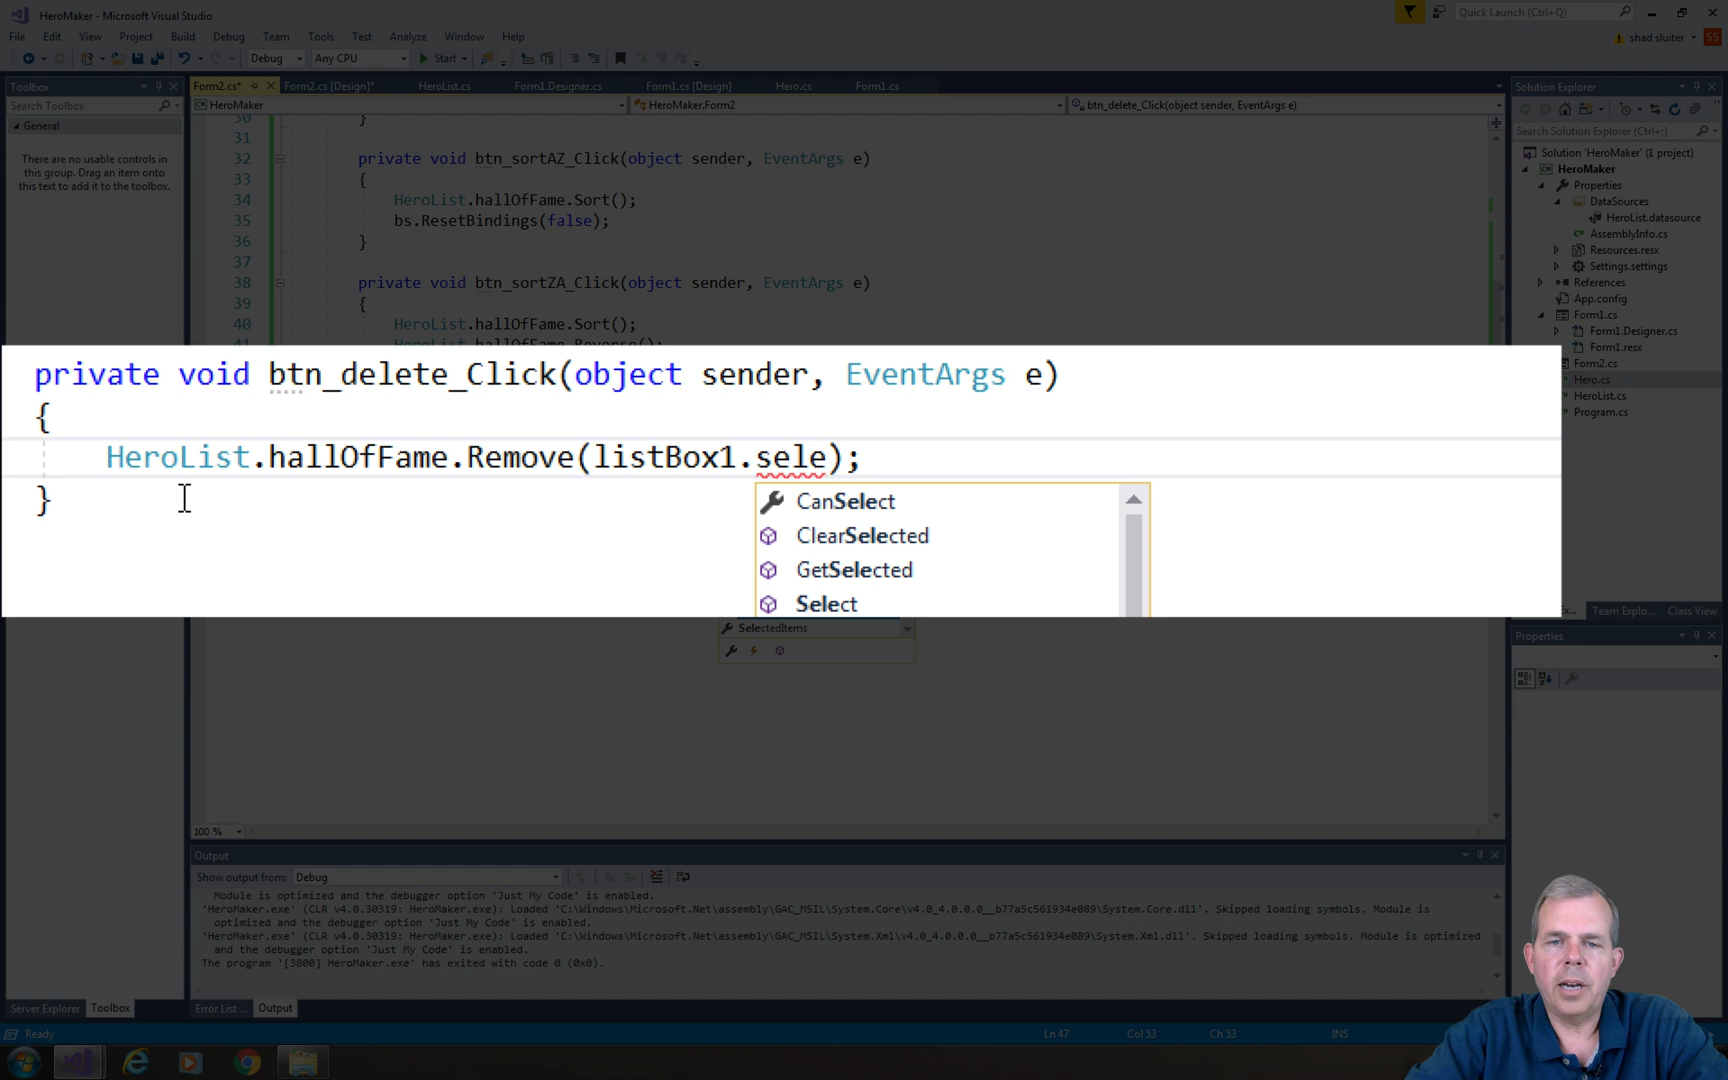 HeroMaker - Microsoft Visual Studio
Quick Launch (Ctrl+Q)
File Edit View Project Build Debug Team Tools Test Analyze Window Help
shad sluiter
SS
Debug Any CPU Start
Toolbox
Form2.cs* Form2.cs [Design]* HeroList.cs Form1.Designer.cs Form1.cs [Design] Hero.cs Form1.cs
Solution Explorer
Search Toolbox
HeroMaker HeroMaker.Form2 btn_delete_Click(object sender, EventArgs e)
General
There are no usable controls in
this group. Drag an item onto
this text to add it to the toolbox.
30 }
31
32 private void btn_sortAZ_Click(object sender, EventArgs e)
33 {
34 HeroList.hallOfFame.Sort();
35 bs.ResetBindings(false);
36 }
37
38 private void btn_sortZA_Click(object sender, EventArgs e)
39 {
40 HeroList.hallOfFame.Sort();
41 HeroList.hallOfFame.Reverse();
private void btn_delete_Click(object sender, EventArgs e)
{
HeroList.hallOfFame.Remove(listBox1.sele);
}
CanSelect
ClearSelected
GetSelected
Select
SelectedItems
Search Solution Explorer (Ctrl+;)
Solution 'HeroMaker' (1 project)
HeroMaker
Properties
DataSources
HeroList.datasource
AssemblyInfo.cs
Resources.resx
Settings.settings
References
App.config
Form1.cs
Form1.Designer.cs
Form1.resx
Form2.cs
Hero.cs
HeroList.cs
Program.cs
Team Explo... Class View
Properties
100 %
Output
Show output from: Debug
Module is optimized and the debugger option 'Just My Code' is enabled.
'HeroMaker.exe' (CLR v4.0.30319: HeroMaker.exe): Loaded 'C:\Windows\Microsoft.Net\assembly\GAC_MSIL\System.Core\v4.0_4.0.0.0__b77a5c561934e089\System.Core.dll'. Skipped loading symbols. Module is
optimized and the debugger option 'Just My Code' is enabled.
'HeroMaker.exe' (CLR v4.0.30319: HeroMaker.exe): Loaded 'C:\Windows\Microsoft.Net\assembly\GAC_MSIL\System.Xml\v4.0_4.0.0.0__b77a5c561934e089\System.Xml.dll'. Skipped loading symbols. Module is optimized
and the debugger option 'Just My Code' is enabled.
The program '[3800] HeroMaker.exe' has exited with code 0 (0x0).
Server Explorer Toolbox Error List ... Output
Ready Ln 47 Col 53 Ch 53 INS